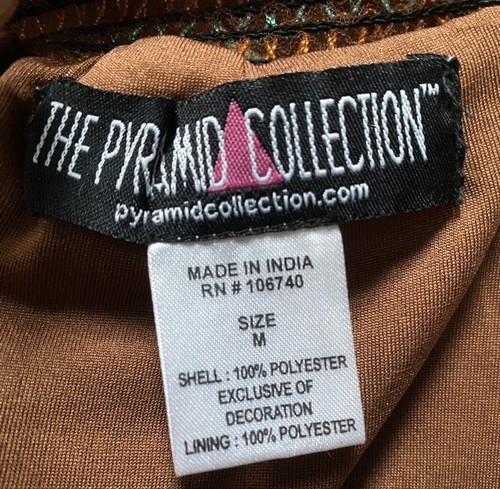 THE PYRAMID COLLECTION™
pyramidcollection.com
MADE IN INDIA
RN # 106740
SIZE
M
SHELL : 100% POLYESTER
EXCLUSIVE OF
DECORATION
LINING : 100% POLYESTER